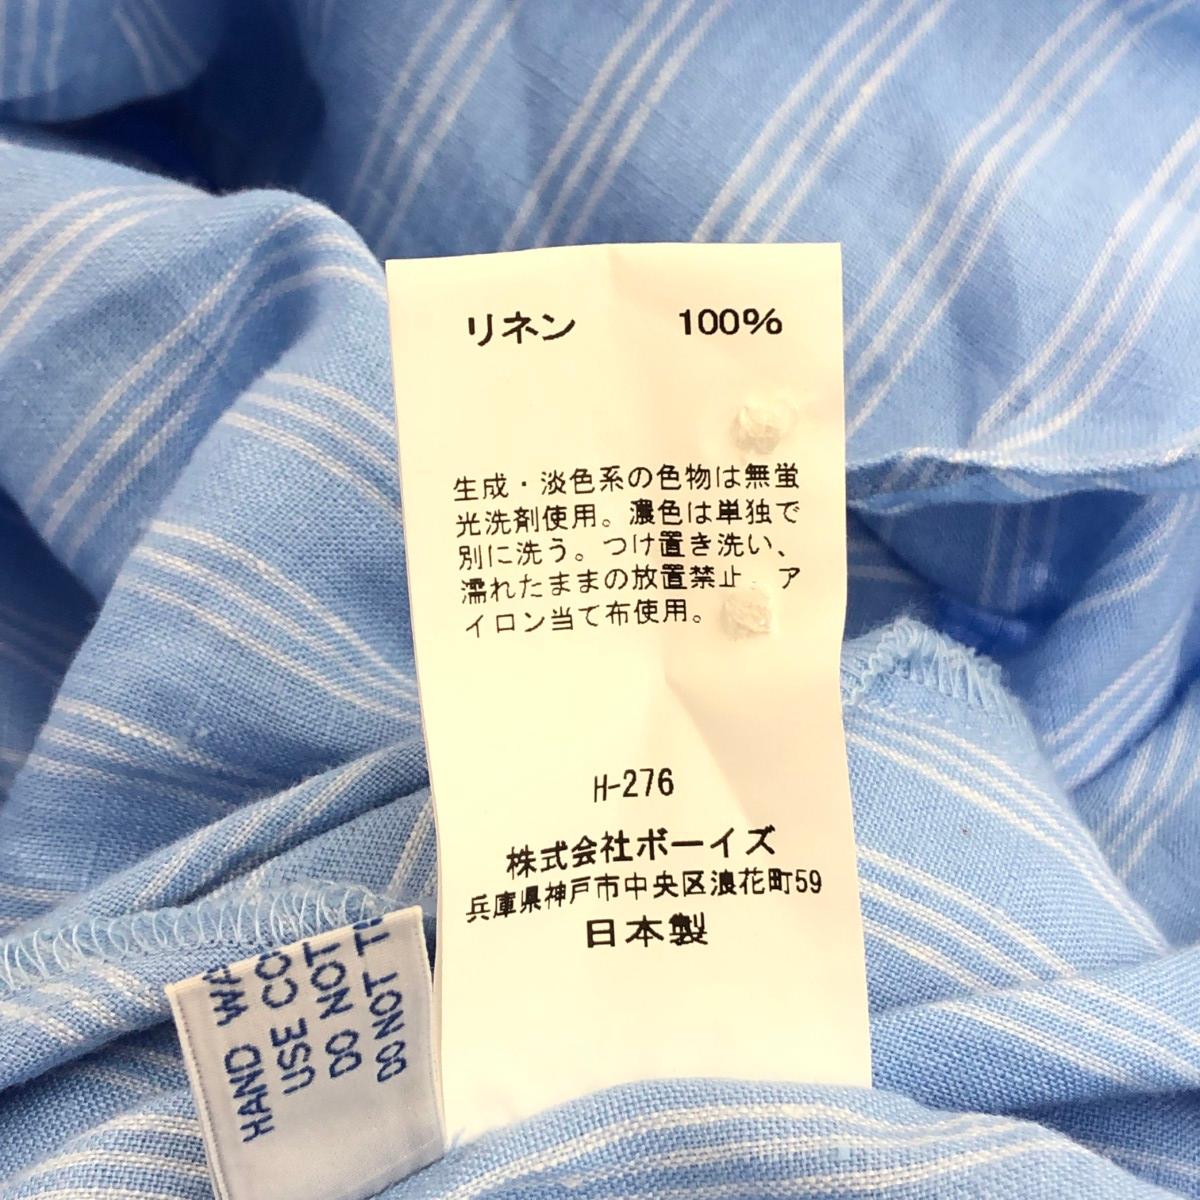 リネン 100%
生成・淡色系の色物は無蛍
光洗剤使用。濃色は単独で
別に洗う。つけ置き洗い、
濡れたままの放置禁止。ア
イロン当て布使用。
H-276
株式会社ボーイズ
兵庫県神戸市中央区浪花町59
日本製
HAND WA
USE CO
DO NOT
DO NOT T